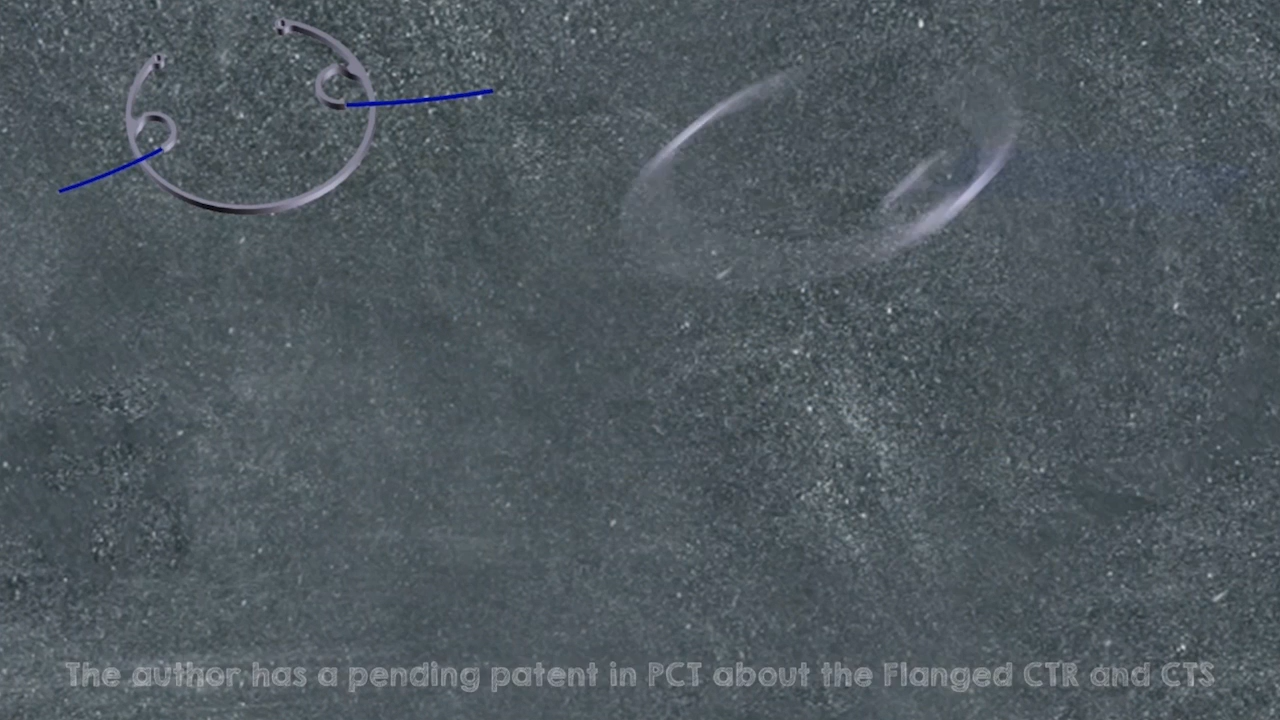 The author has a pending patent in PCT about the Flanged CTR and CTS